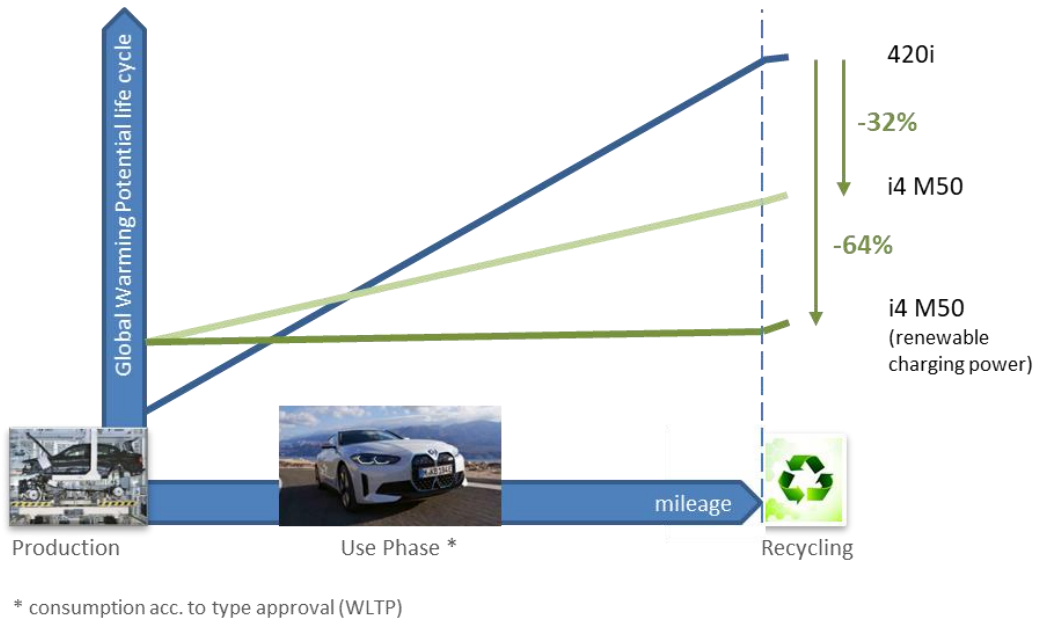 Global Warming Potential life cycle
420i
-32%
i4 M50
-64%
i4 M50
(renewable
charging power)
mileage
Production
Use Phase *
Recycling
* consumption acc. to type approval (WLTP)